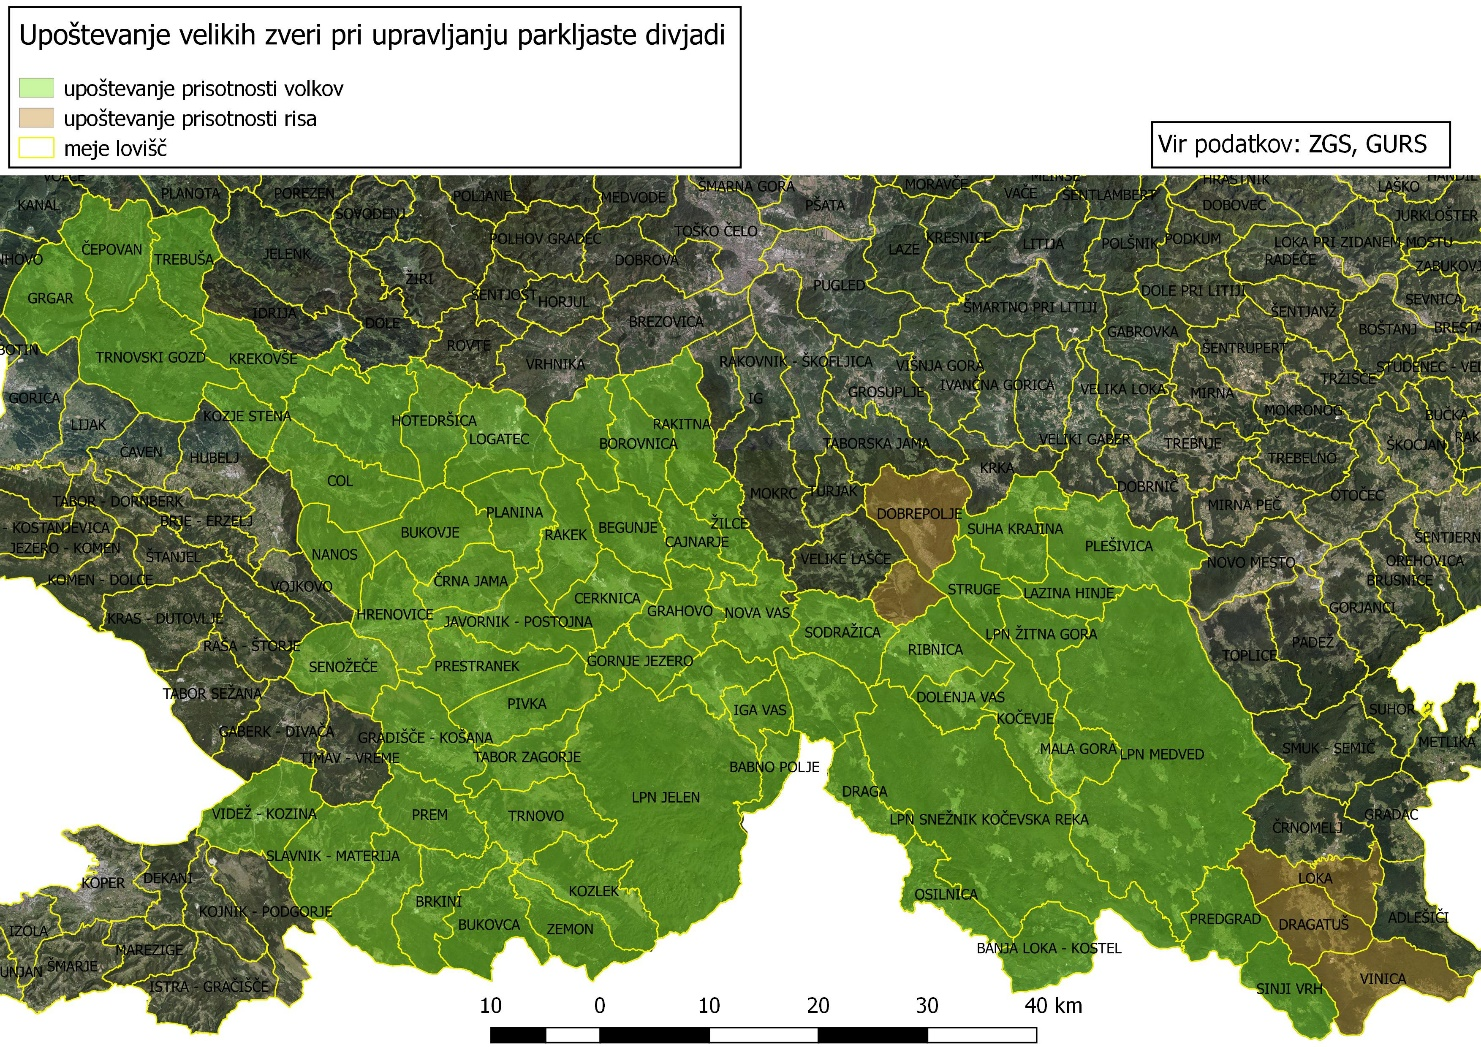 Upoštevanje velikih zveri pri upravljanju parkljaste divjadi
upoštevanje prisotnosti volkov
upoštevanje prisotnosti risa
meje lovišč
Vir podatkov: ZGS, GURS
KANAL
PLANOTA
POREZEN
SOVODENJ
POLJANE
MEDVODE
ŠMARNA GORA
PŠATA
MORAVČE
VAČE
ŠENTLAMBERT
HRASTNIK
DOBOVEC
LAŠKO
JURKLOŠTER
ČEPOVAN
TREBUŠA
JELENK
ŽIRI
POLHOV GRADEC
DOBROVA
TOŠKO ČELO
LAZE
KRESNICE
LITIJA
POLŠNIK
PODKUM
LOKA PRI ZIDANEM MOSTU
RADEČE
GRGAR
IDRIJA
DOLE
ŠENTJOŠT
HORJUL
PUGLED
ŠMARTNO PRI LITIJI
DOLE PRI LITIJI
ŠENTJANŽ
SEVNICA
BOŠTANJ
ROVTE
VRHNIKA
BREZOVICA
GABROVKA
ŠENTRUPERT
TRNOVSKI GOZD
KREKOVŠE
RAKOVNIK - ŠKOFLJICA
VIŠNJA GORA
IVANČNA GORICA
GROSUPLJE
VELIKA LOKA
MIRNA
TRŽIŠČE
GORICA
LIJAK
KOZJE STENA
HOTEDRŠICA
LOGATEC
RAKITNA
BOROVNICA
IG
TABORSKA JAMA
VELIKI GABER
TREBNJE
MOKRONOG
BUČKA
ŠKOCJAN
ČAVEN
HUBELJ
COL
KRKA
DOBRNIČ
TREBELNO
OTOČEC
MIRNA PEČ
TABOR - DORNBERK
BRJE - ERZELJ
- KOSTANJEVICA
JEZERO - KOMEN
ŠTANJEL
PLANINA
BUKOVJE
RAKEK
BEGUNJE
ŽILCE
CAJNARJE
MOKRC
TURJAK
DOBREPOLJE
SUHA KRAJINA
PLEŠIVICA
NANOS
VOJKOVO
KOMEN - DOLCE
ČRNA JAMA
CERKNICA
VELIKE LAŠČE
STRUGE
LAZINA HINJE
NOVO MESTO
OREHOVICA
BRUSNICE
GORJANCI
KRAS - DUTOVLJE
HRENOVICE
JAVORNIK - POSTOJNA
GRAHOVO
NOVA VAS
SODRAŽICA
LPN ŽITNA GORA
RIBNICA
PADEŽ
TOPLICE
RAŠA - ŠTORJE
SENOŽEČE
PRESTRANEK
GORNJE JEZERO
TABOR SEŽANA
PIVKA
IGA VAS
DOLENJA VAS
KOČEVJE
SUHOR
GABERK - DIVAČA
GRADIŠČE - KOŠANA
TIMAV - VREME
TABOR ZAGORJE
BABNO POLJE
MALA GORA
LPN MEDVED
SMUK - SEMIČ
METLIKA
LPN JELEN
DRAGA
VIDEŽ - KOZINA
PREM
TRNOVO
LPN SNEŽNIK KOČEVSKA REKA
ČRNOMELJ
GRADAC
SLAVNIK - MATERIJA
KOPER
DEKANI
KOZLEK
OSILNICA
LOKA
BRKINI
KOJNIK - PODGORJE
BUKOVCA
ZEMON
PREDGRAD
DRAGATUŠ
ADLEŠIČI
IZOLA
MAREZIGE
ŠMARJE
BANJA LOKA - KOSTEL
ISTRA - GRAČIŠČE
SINJI VRH
VINICA
10 0 10 20 30 40 km